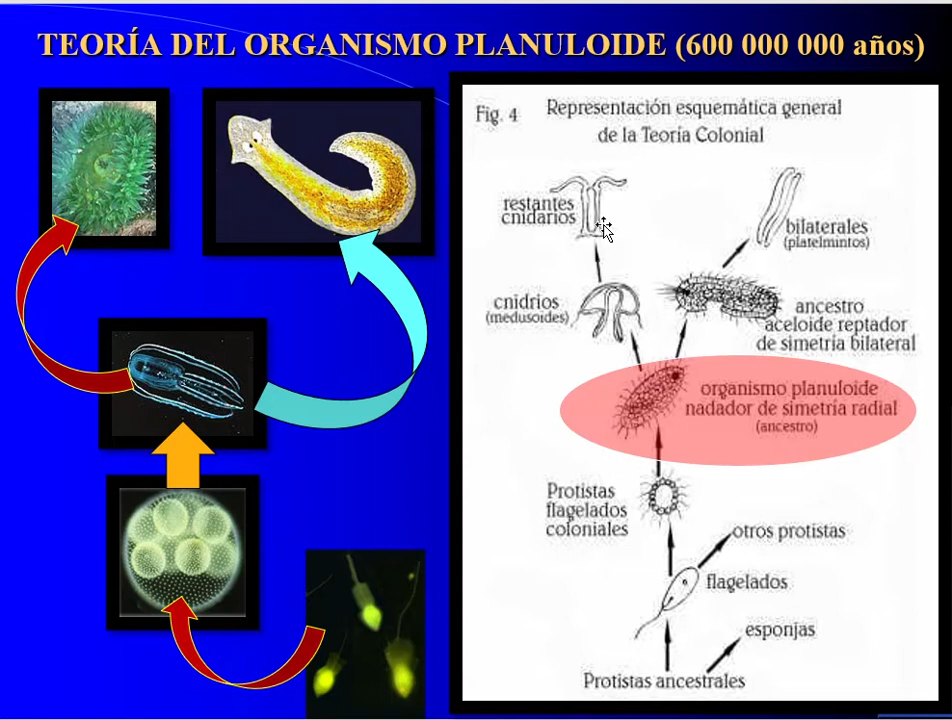 TEORÍA DEL ORGANISMO PLANULOIDE (600 000 000 años)
Fig. 4
Representación esquemática general
de la Teoría Colonial
restantes
cnidarios
bilaterales
(platelmintos)
cnidrios
(medusoides)
ancestro
aceloide reptador
de simetría bilateral
organismo planuloide
nadador de simetría radial
(ancestro)
Protistas
flagelados
coloniales
otros protistas
flagelados
esponjas
Protistas ancestrales